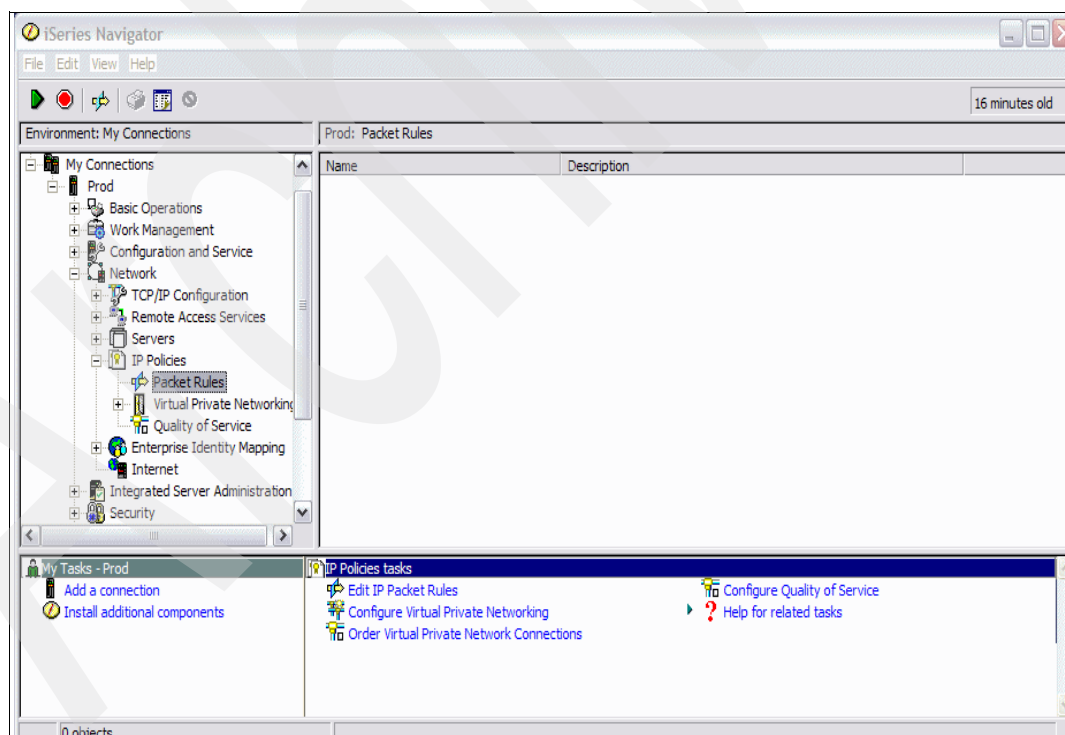 iSeries Navigator
File Edit View Help
16 minutes old
Environment: My Connections
Prod: Packet Rules
My Connections
Prod
Basic Operations
Work Management
Configuration and Service
Network
TCP/IP Configuration
Remote Access Services
Servers
IP Policies
Packet Rules
Virtual Private Networking
Quality of Service
Enterprise Identity Mapping
Internet
Integrated Server Administration
Security
Name Description
My Tasks - Prod
Add a connection
Install additional components
IP Policies tasks
Edit IP Packet Rules
Configure Virtual Private Networking
Order Virtual Private Network Connections
Configure Quality of Service
Help for related tasks
0 objects